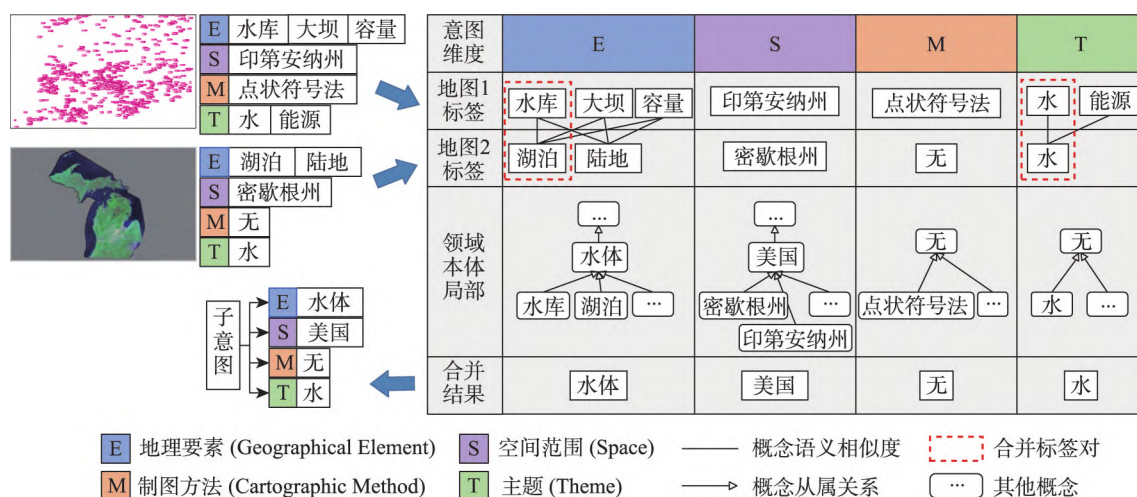 E 水库 大坝 容量
S 印第安纳州
M 点状符号法
T 水 能源
E 湖泊 陆地
S 密歇根州
M 无
T 水
子意图
E 水体
S 美国
M 无
T 水
意图维度 E S M T
地图1标签 水库 大坝 容量 印第安纳州 点状符号法 水 能源
地图2标签 湖泊 陆地 密歇根州 无 水
领域本体局部
... ... 无 无
水体 美国
水库 湖泊 ... 密歇根州 ... 点状符号法 ... 水 ...
印第安纳州
合并结果 水体 美国 无 水
E 地理要素 (Geographical Element) S 空间范围 (Space) 概念语义相似度 合并标签对
M 制图方法 (Cartographic Method) T 主题 (Theme) 概念从属关系 ... 其他概念